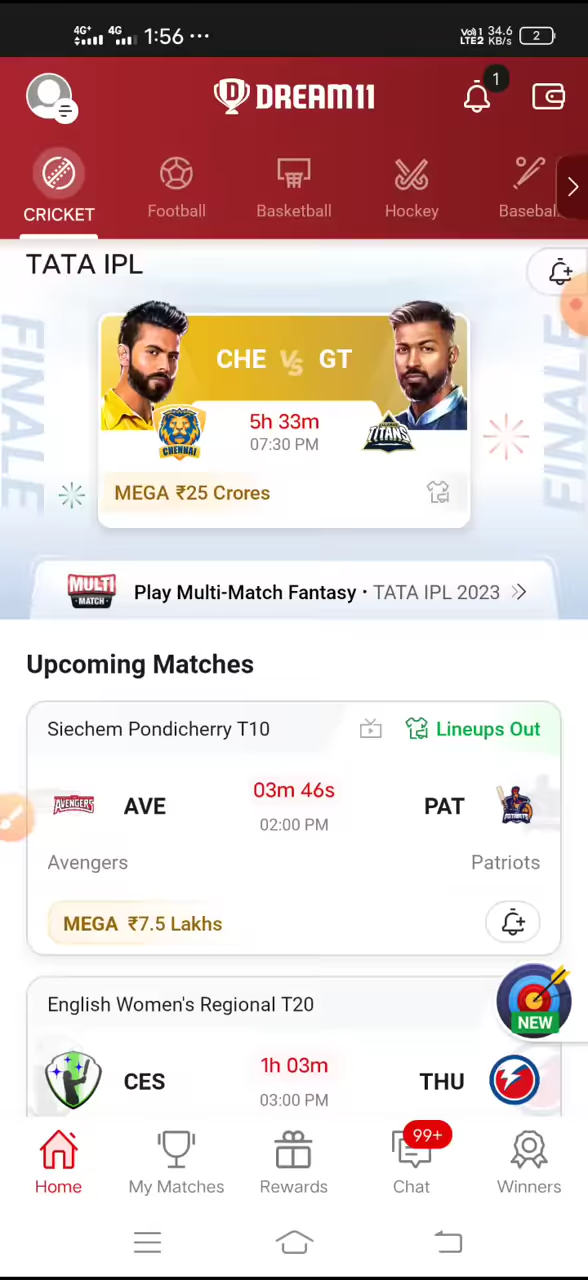 4G+ 4G 1:56 ... Vo)) 1 LTE2 34.6 KB/s 2
D DREAM11 1
CRICKET Football Basketball Hockey Basebal
TATA IPL
FINALE
FINALE
CHE VS GT
5h 33m
07:30 PM
CHENNAI
TITANS
MEGA ₹25 Crores
MULTI MATCH Play Multi-Match Fantasy • TATA IPL 2023
Upcoming Matches
Siechem Pondicherry T10 Lineups Out
03m 46s
AVENGERS AVE PAT PATRIOTS
02:00 PM
Avengers Patriots
MEGA ₹7.5 Lakhs
English Women's Regional T20
NEW
1h 03m
CES THU
03:00 PM
99+
Home My Matches Rewards Chat Winners